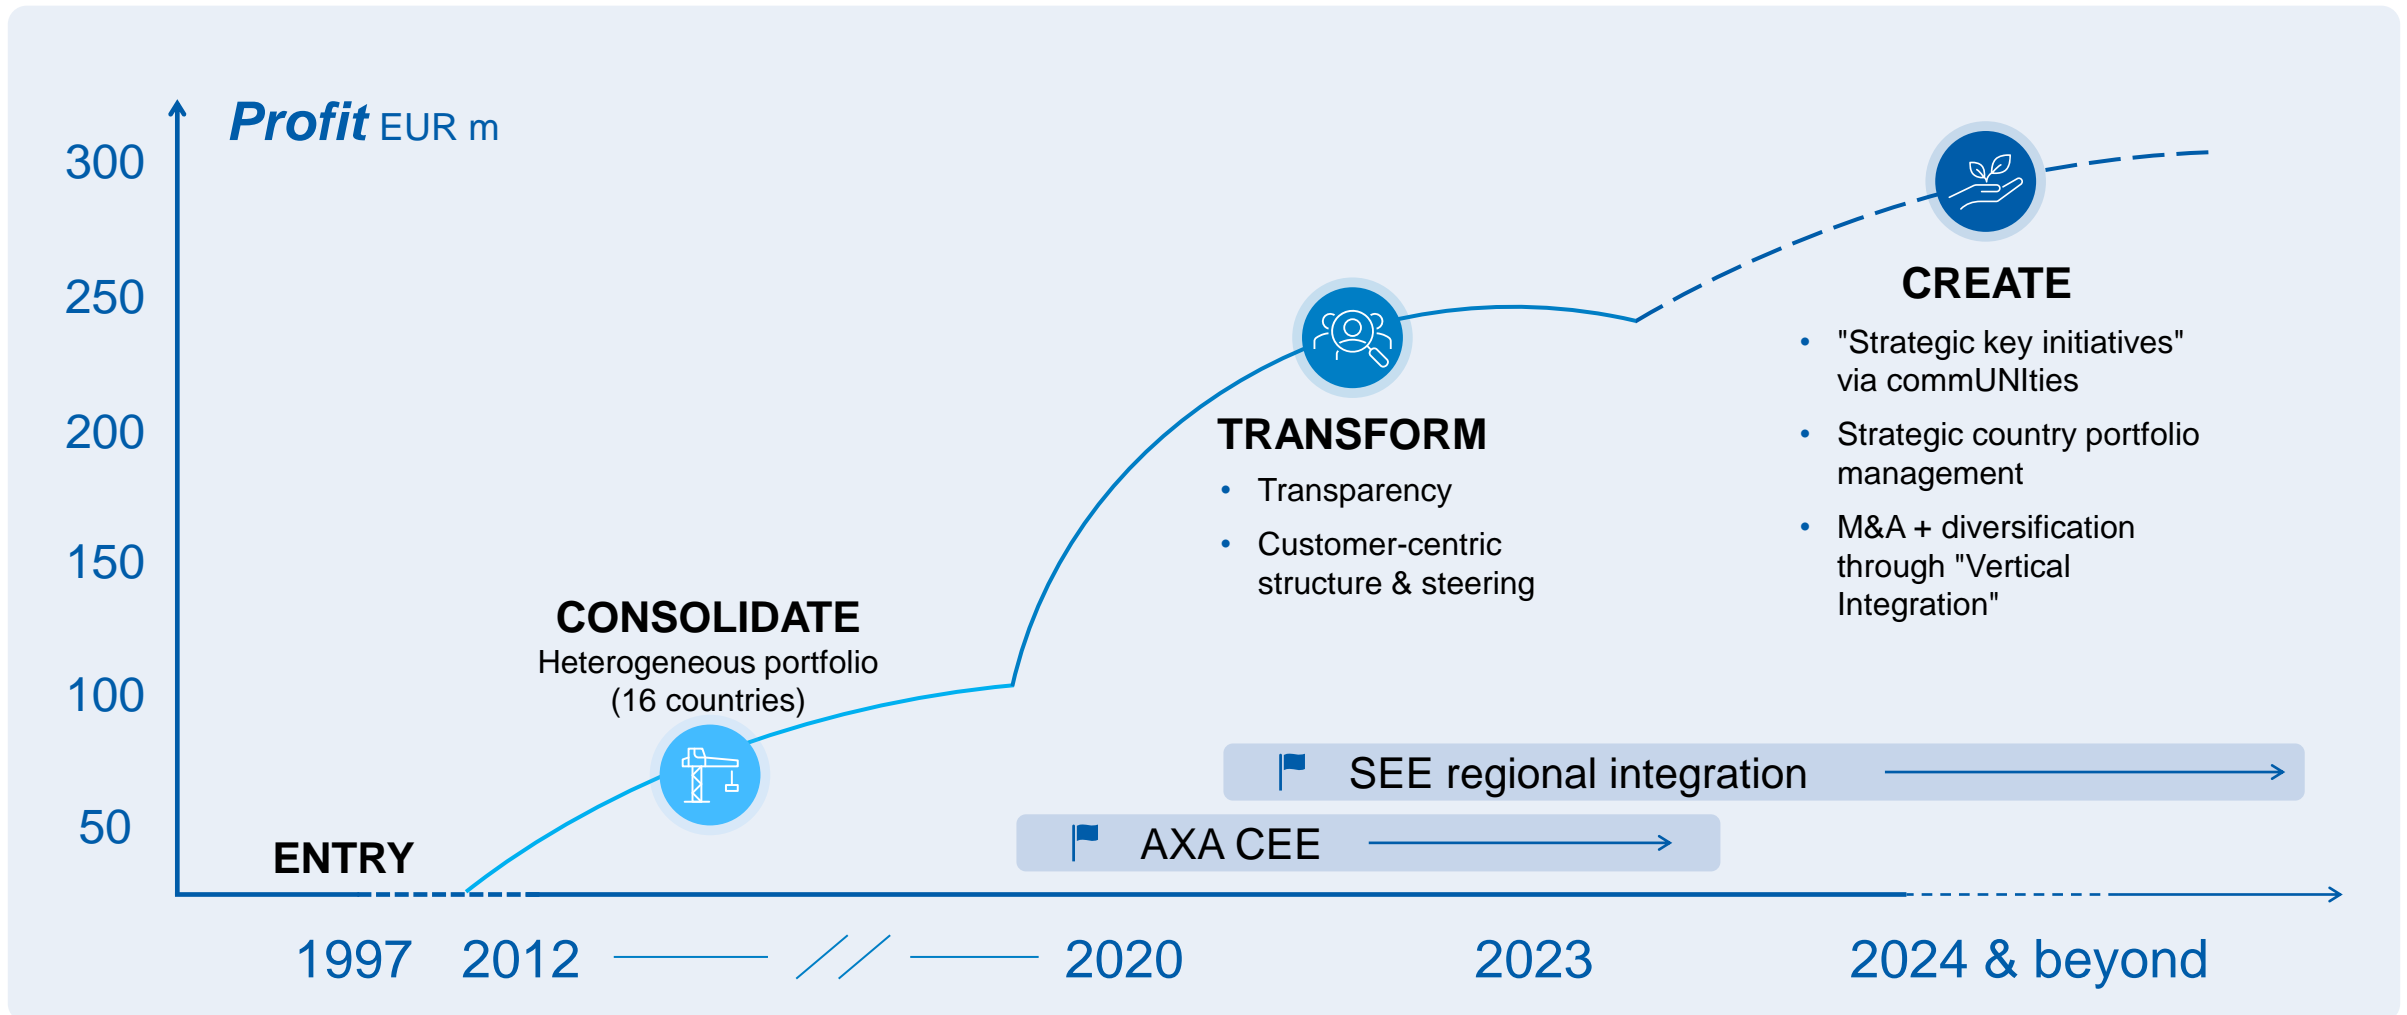 Profit EUR m
300
250
200
150
100
50
ENTRY
CONSOLIDATE
Heterogeneous portfolio
(16 countries)
TRANSFORM
• Transparency
• Customer-centric
structure & steering
CREATE
• "Strategic key initiatives"
via commUNIties
• Strategic country portfolio
management
• M&A + diversification
through "Vertical
Integration"
SEE regional integration
AXA CEE
1997 2012 2020 2023 2024 & beyond